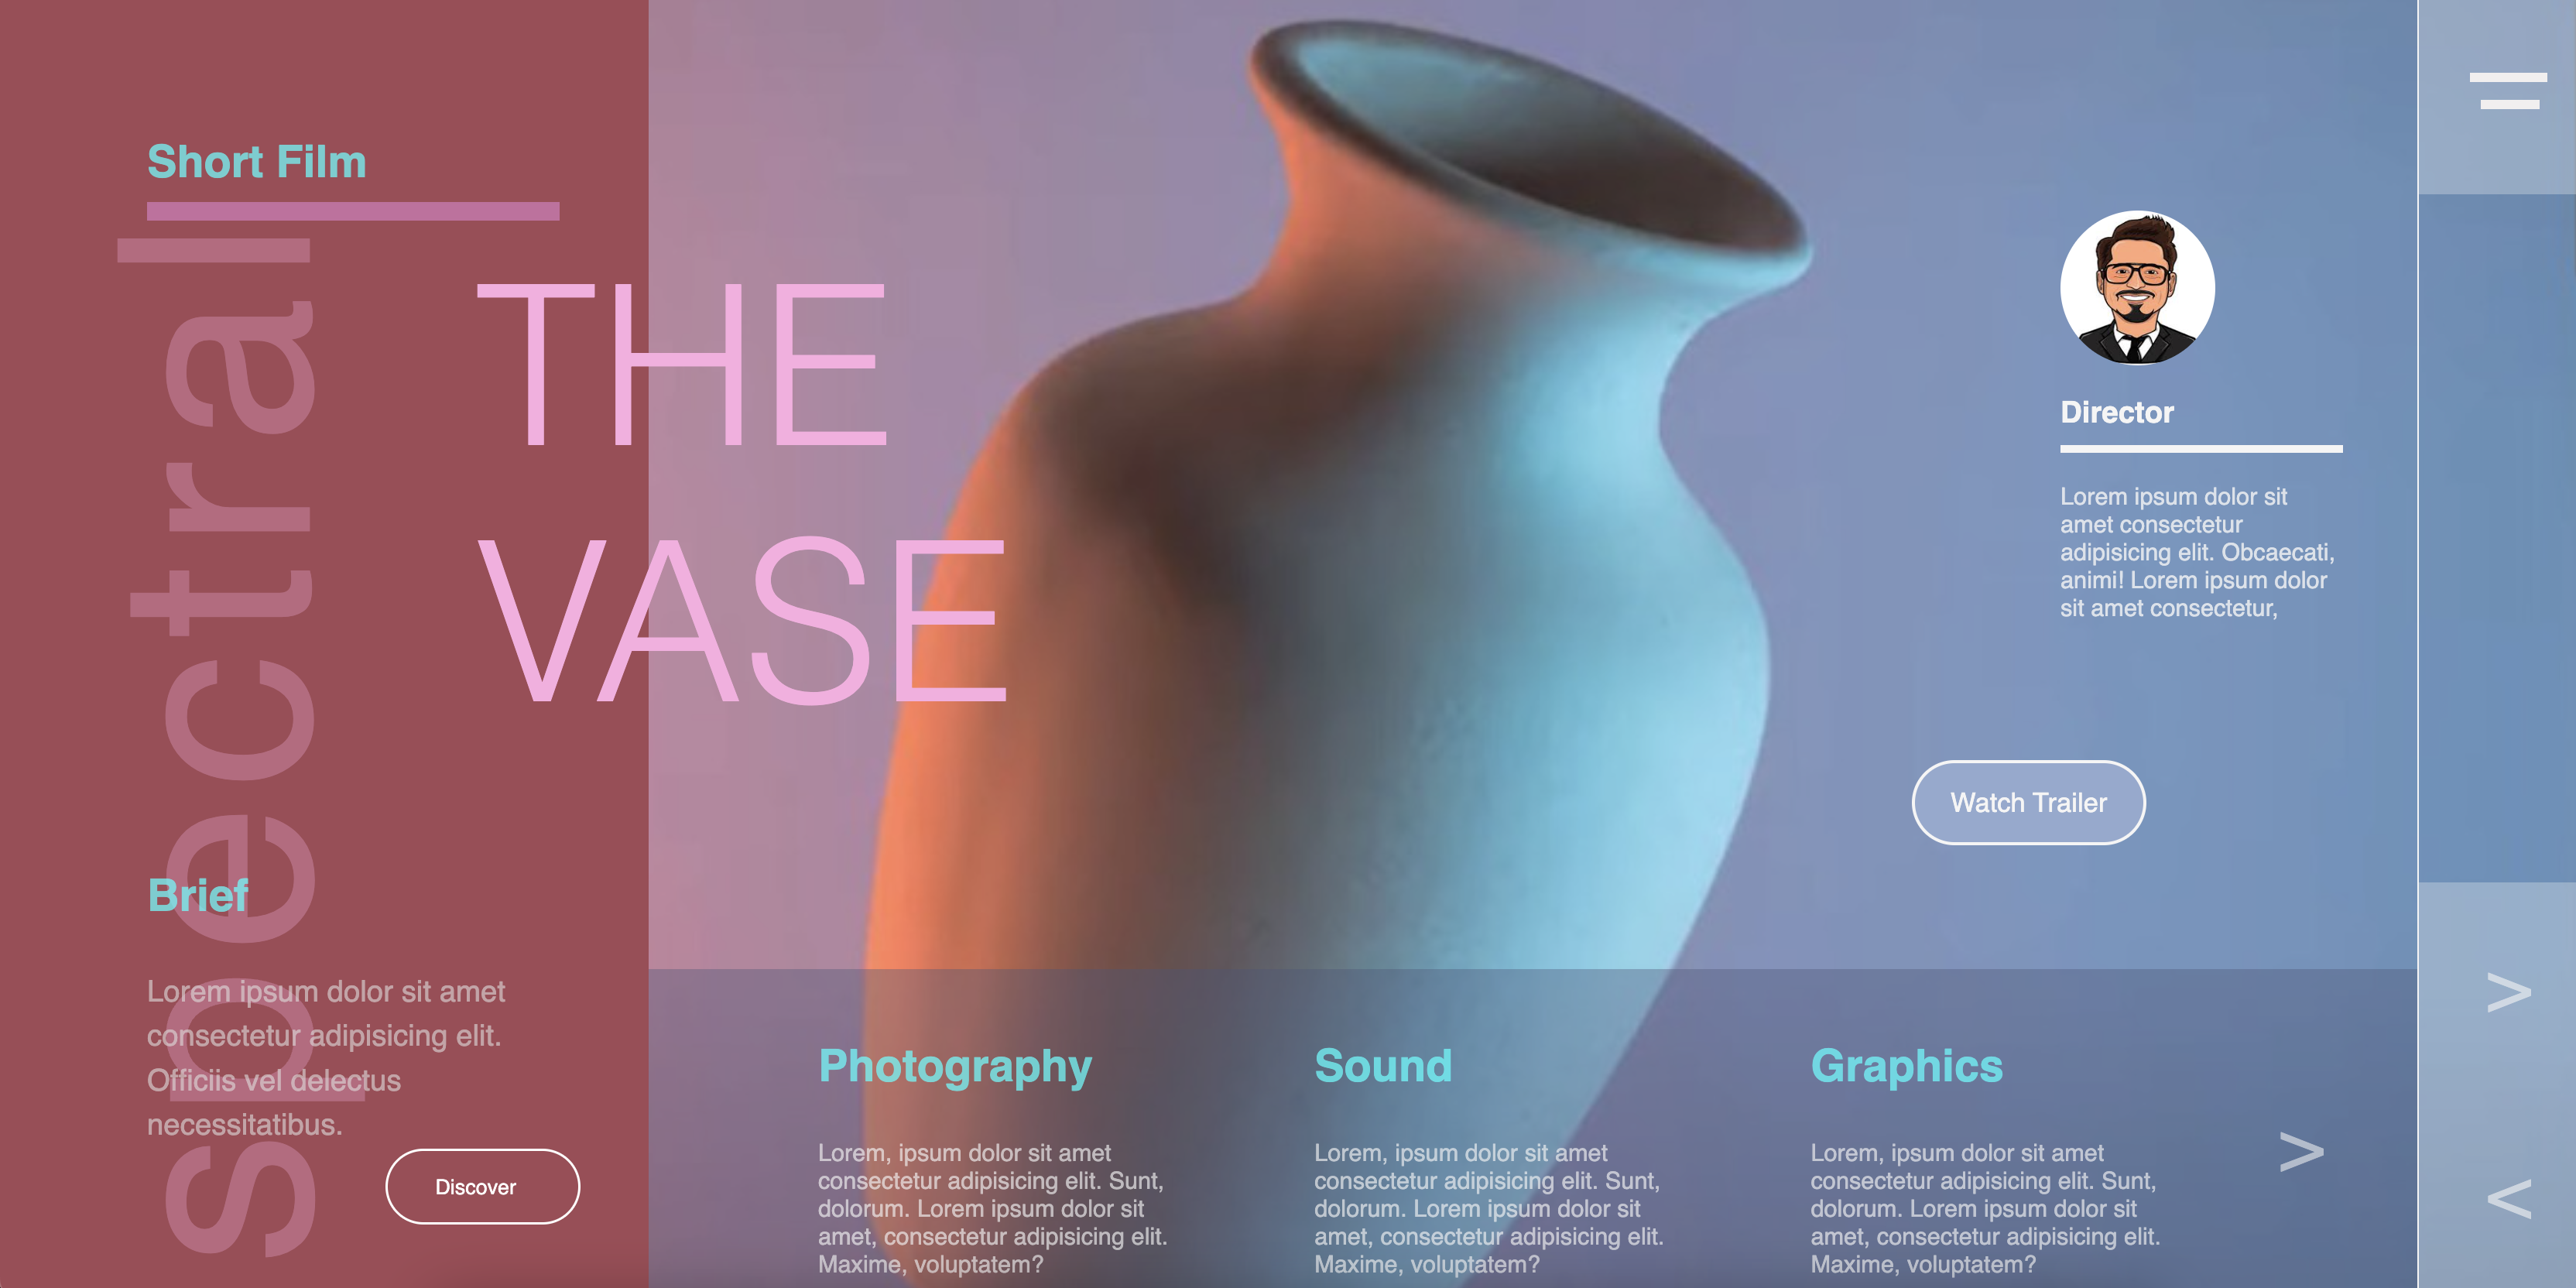 Short Film
spectral
THE
VASE
Brief
Lorem ipsum dolor sit amet
consectetur adipisicing elit.
Officiis vel delectus
necessitatibus.
Discover
Director
Lorem ipsum dolor sit
amet consectetur
adipisicing elit. Obcaecati,
animi! Lorem ipsum dolor
sit amet consectetur,
Watch Trailer
Photography
Lorem, ipsum dolor sit amet
consectetur adipisicing elit. Sunt,
dolorum. Lorem ipsum dolor sit
amet, consectetur adipisicing elit.
Maxime, voluptatem?
Sound
Lorem, ipsum dolor sit amet
consectetur adipisicing elit. Sunt,
dolorum. Lorem ipsum dolor sit
amet, consectetur adipisicing elit.
Maxime, voluptatem?
Graphics
Lorem, ipsum dolor sit amet
consectetur adipisicing elit. Sunt,
dolorum. Lorem ipsum dolor sit
amet, consectetur adipisicing elit.
Maxime, voluptatem?
>
>
<